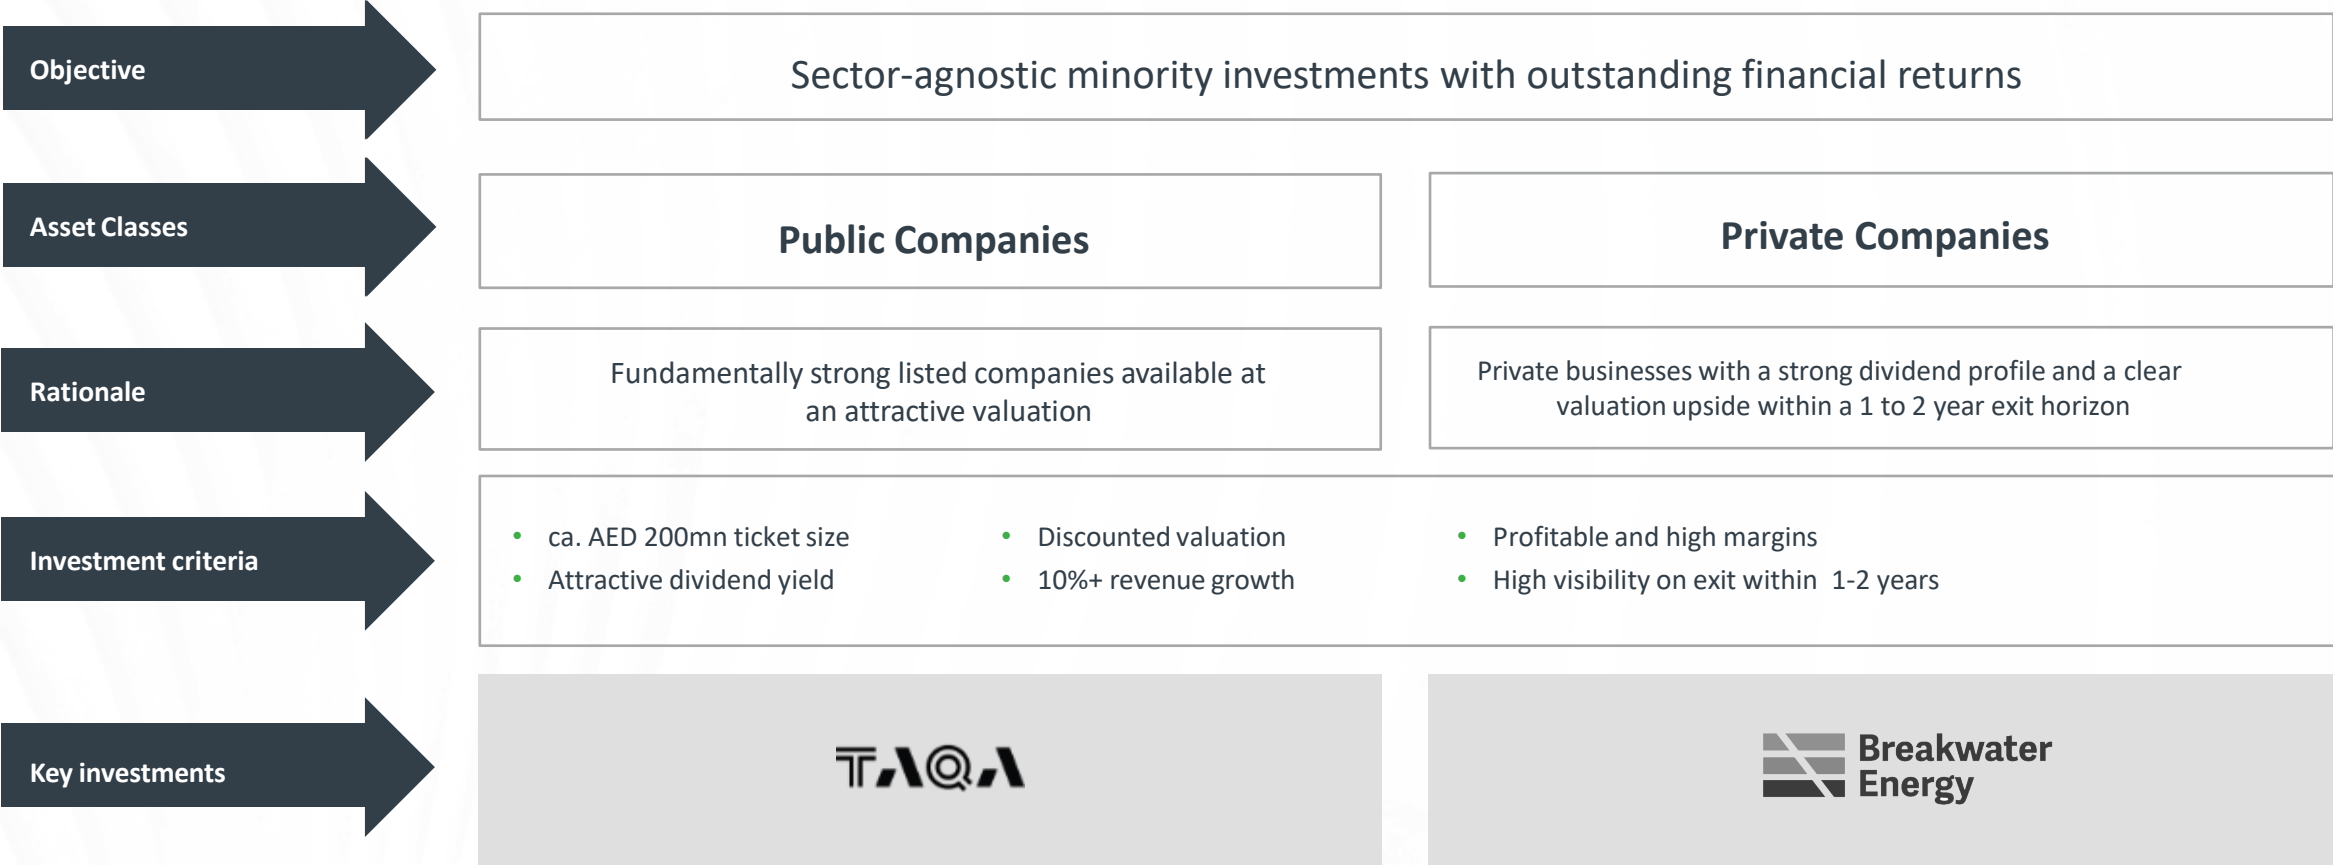 Objective
Sector-agnostic minority investments with outstanding financial returns
Asset Classes
Public Companies
Private Companies
Rationale
Fundamentally strong listed companies available at
an attractive valuation
Private businesses with a strong dividend profile and a clear
valuation upside within a 1 to 2 year exit horizon
Investment criteria
• ca. AED 200mn ticket size
• Attractive dividend yield
• Discounted valuation
• 10%+ revenue growth
• Profitable and high margins
• High visibility on exit within 1-2 years
Key investments
TAQA
Breakwater
Energy